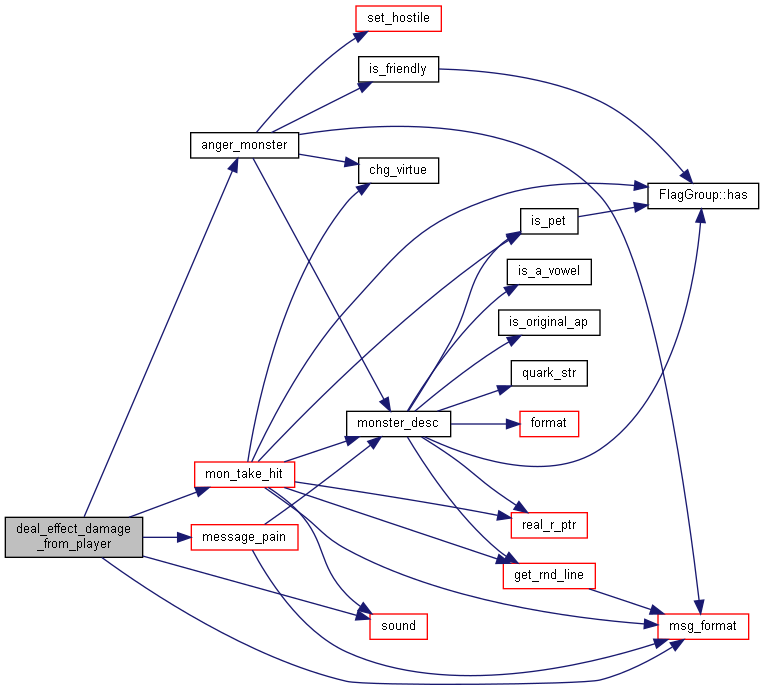 set_hostile
is_friendly
anger_monster
chg_virtue
FlagGroup::has
is_pet
is_a_vowel
is_original_ap
quark_str
monster_desc
format
mon_take_hit
real_r_ptr
deal_effect_damage
_from_player
message_pain
get_rnd_line
sound
msg_format